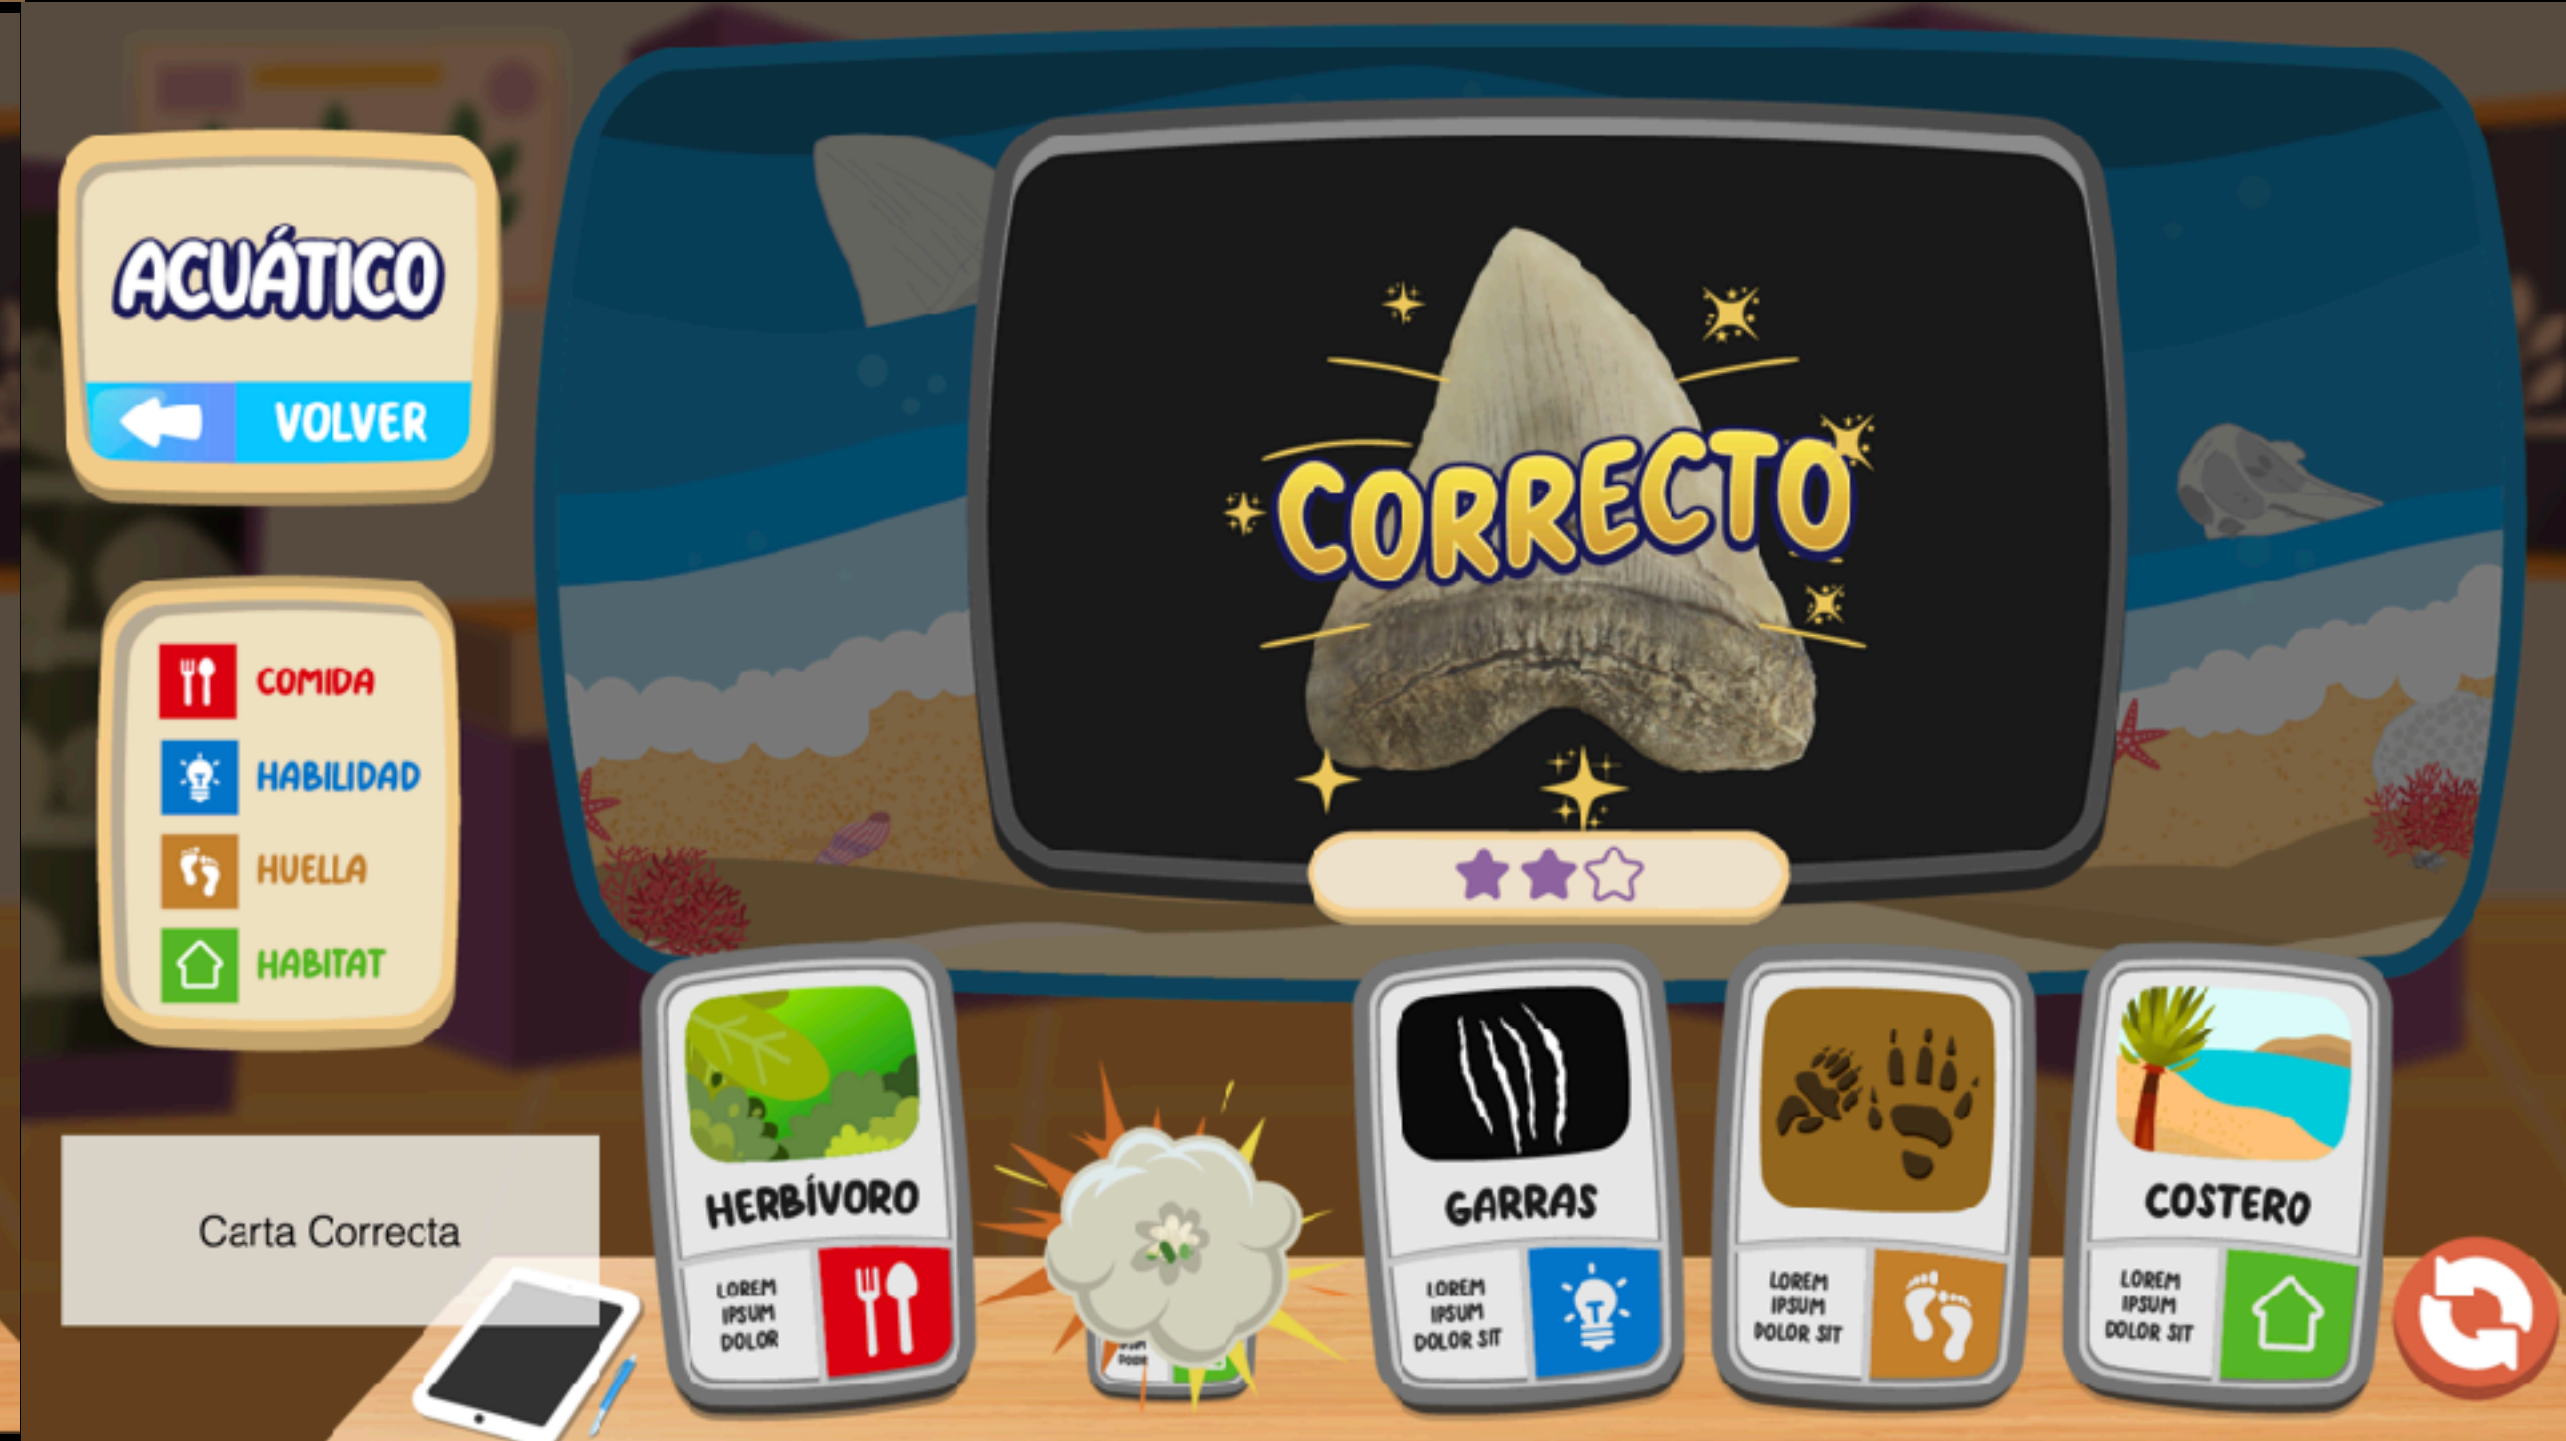 ACUÁTICO
VOLVER
CORRECTO
COMIDA
HABILIDAD
HUELLA
HABITAT
Carta Correcta
HERBÍVORO
LOREM
IPSUM
DOLOR
GARRAS
LOREM
IPSUM
DOLOR SIT
LOREM
IPSUM
DOLOR SIT
COSTERO
LOREM
IPSUM
DOLOR SIT